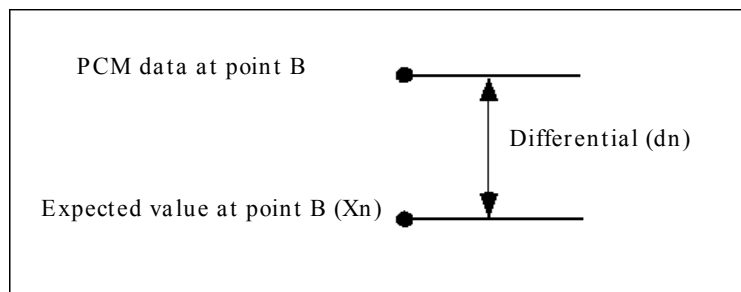 PCM data at point B
Differential (dn)
Expected value at point B (Xn)